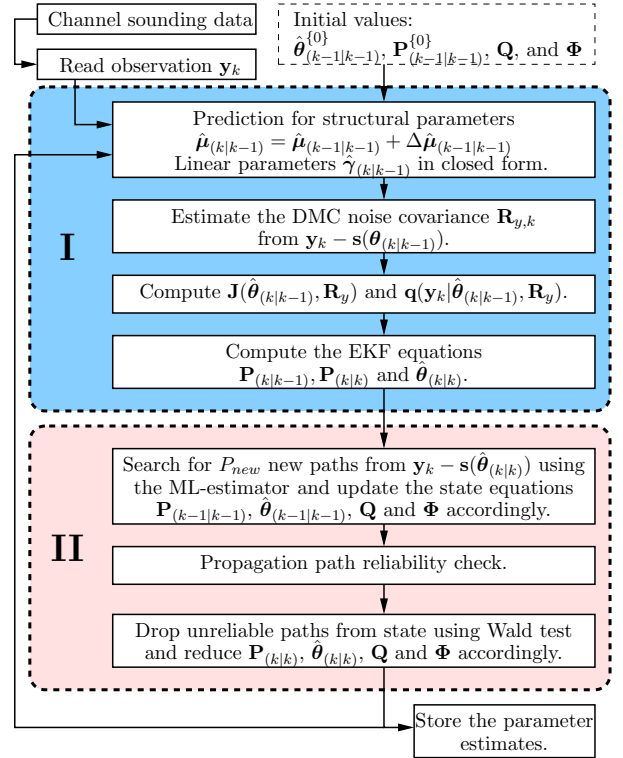 Channel sounding data
Read observation y_k
Initial values:
θ̂^{0}_(k−1|k−1), P^{0}_(k−1|k−1), Q, and Φ
I
Prediction for structural parameters
μ̂_(k|k−1) = μ̂_(k−1|k−1) + Δμ̂_(k−1|k−1)
Linear parameters γ̂_(k|k−1) in closed form.
Estimate the DMC noise covariance R_y,k
from y_k − s(θ_(k|k−1)).
Compute J(θ̂_(k|k−1), R_y) and q(y_k|θ̂_(k|k−1), R_y).
Compute the EKF equations
P_(k|k−1), P_(k|k) and θ̂_(k|k).
II
Search for P_new new paths from y_k − s(θ̂_(k|k)) using
the ML-estimator and update the state equations
P_(k−1|k−1), θ̂_(k−1|k−1), Q and Φ accordingly.
Propagation path reliability check.
Drop unreliable paths from state using Wald test
and reduce P_(k|k), θ̂_(k|k), Q and Φ accordingly.
Store the parameter
estimates.